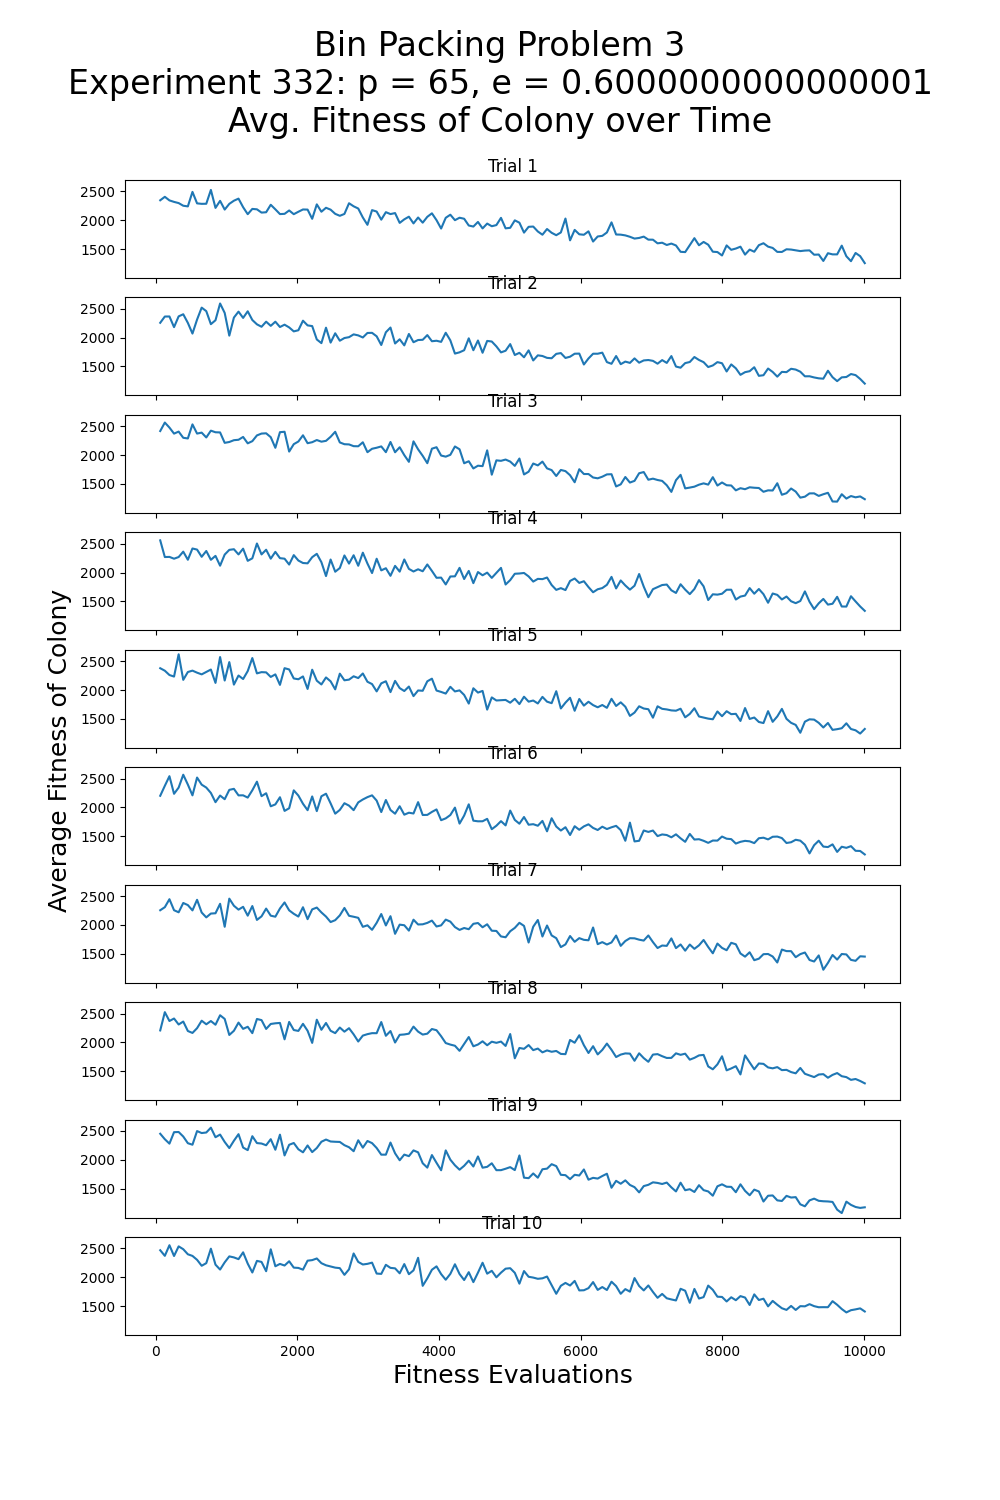 Bin Packing Problem 3
Experiment 332: p = 65, e = 0.6000000000000001
Avg. Fitness of Colony over Time
Trial 1
2500
2000
1500
Trial 2
2500
2000
1500
Trial 3
2500
2000
1500
Trial 4
2500
2000
1500
Trial 5
2500
2000
1500
Trial 6
2500
2000
1500
Trial 7
2500
2000
1500
Trial 8
2500
2000
1500
Trial 9
2500
2000
1500
Trial 10
2500
2000
1500
Average Fitness of Colony
0 2000 4000 6000 8000 10000
Fitness Evaluations